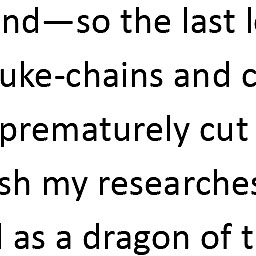 nd—so the last l
uke-chains and c
prematurely cut
sh my researches
as a dragon of t